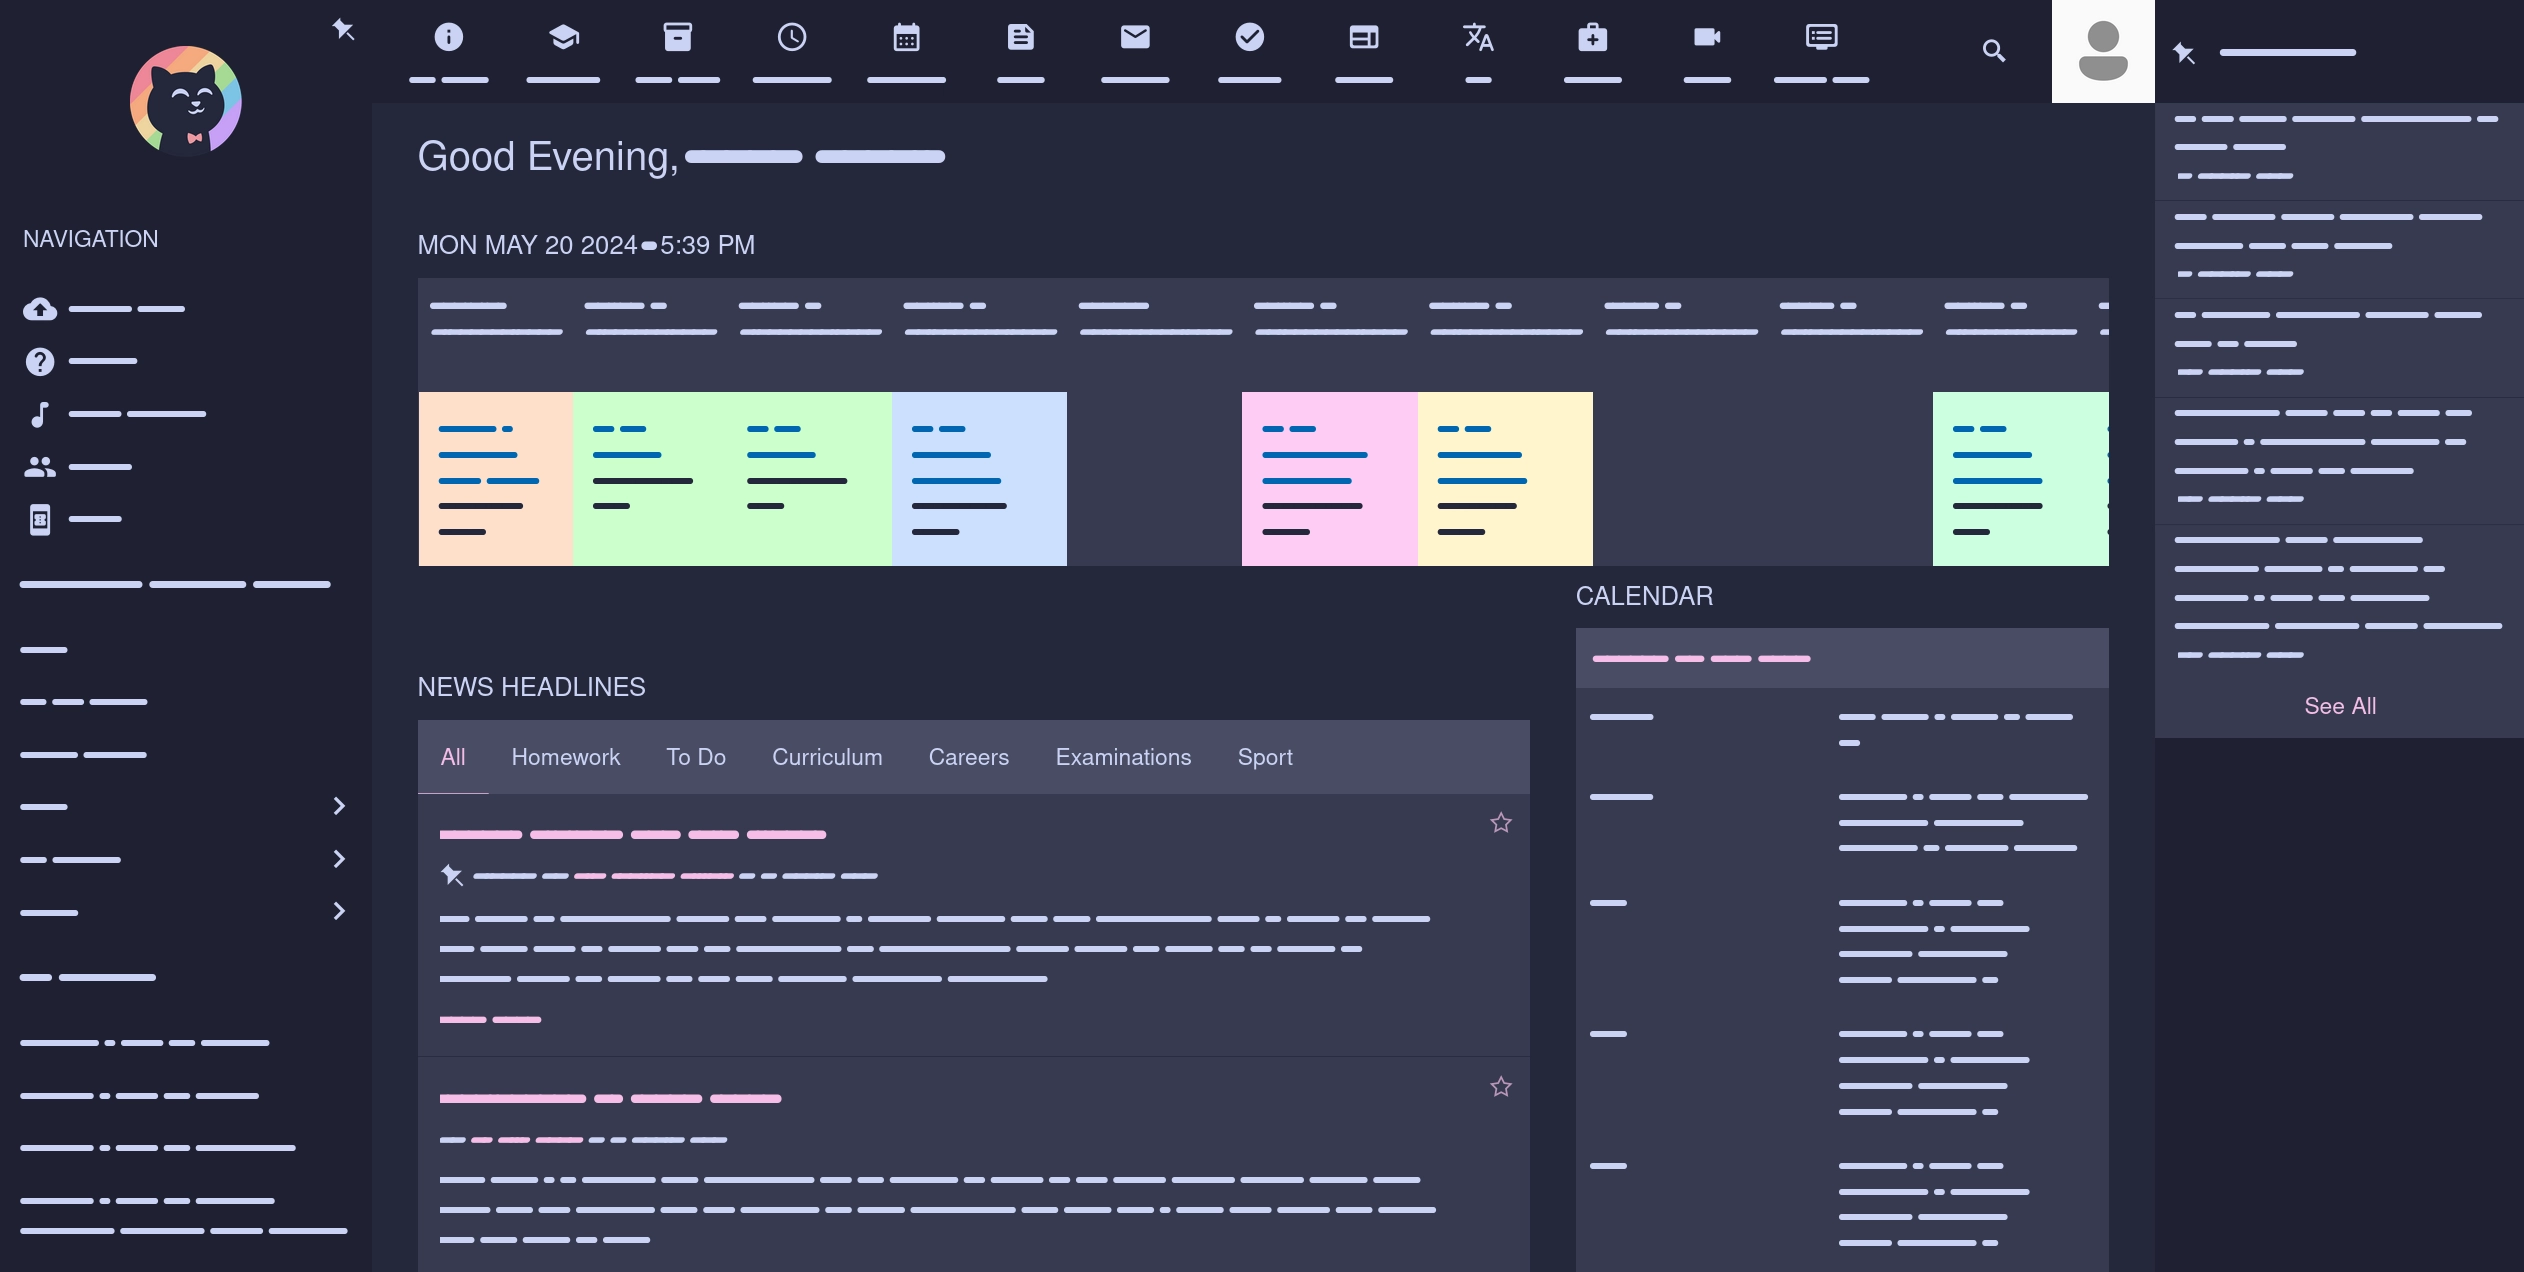 NAVIGATION
Good Evening,
MON MAY 20 2024
5:39 PM
CALENDAR
NEWS HEADLINES
All
Homework
To Do
Curriculum
Careers
Examinations
Sport
See All